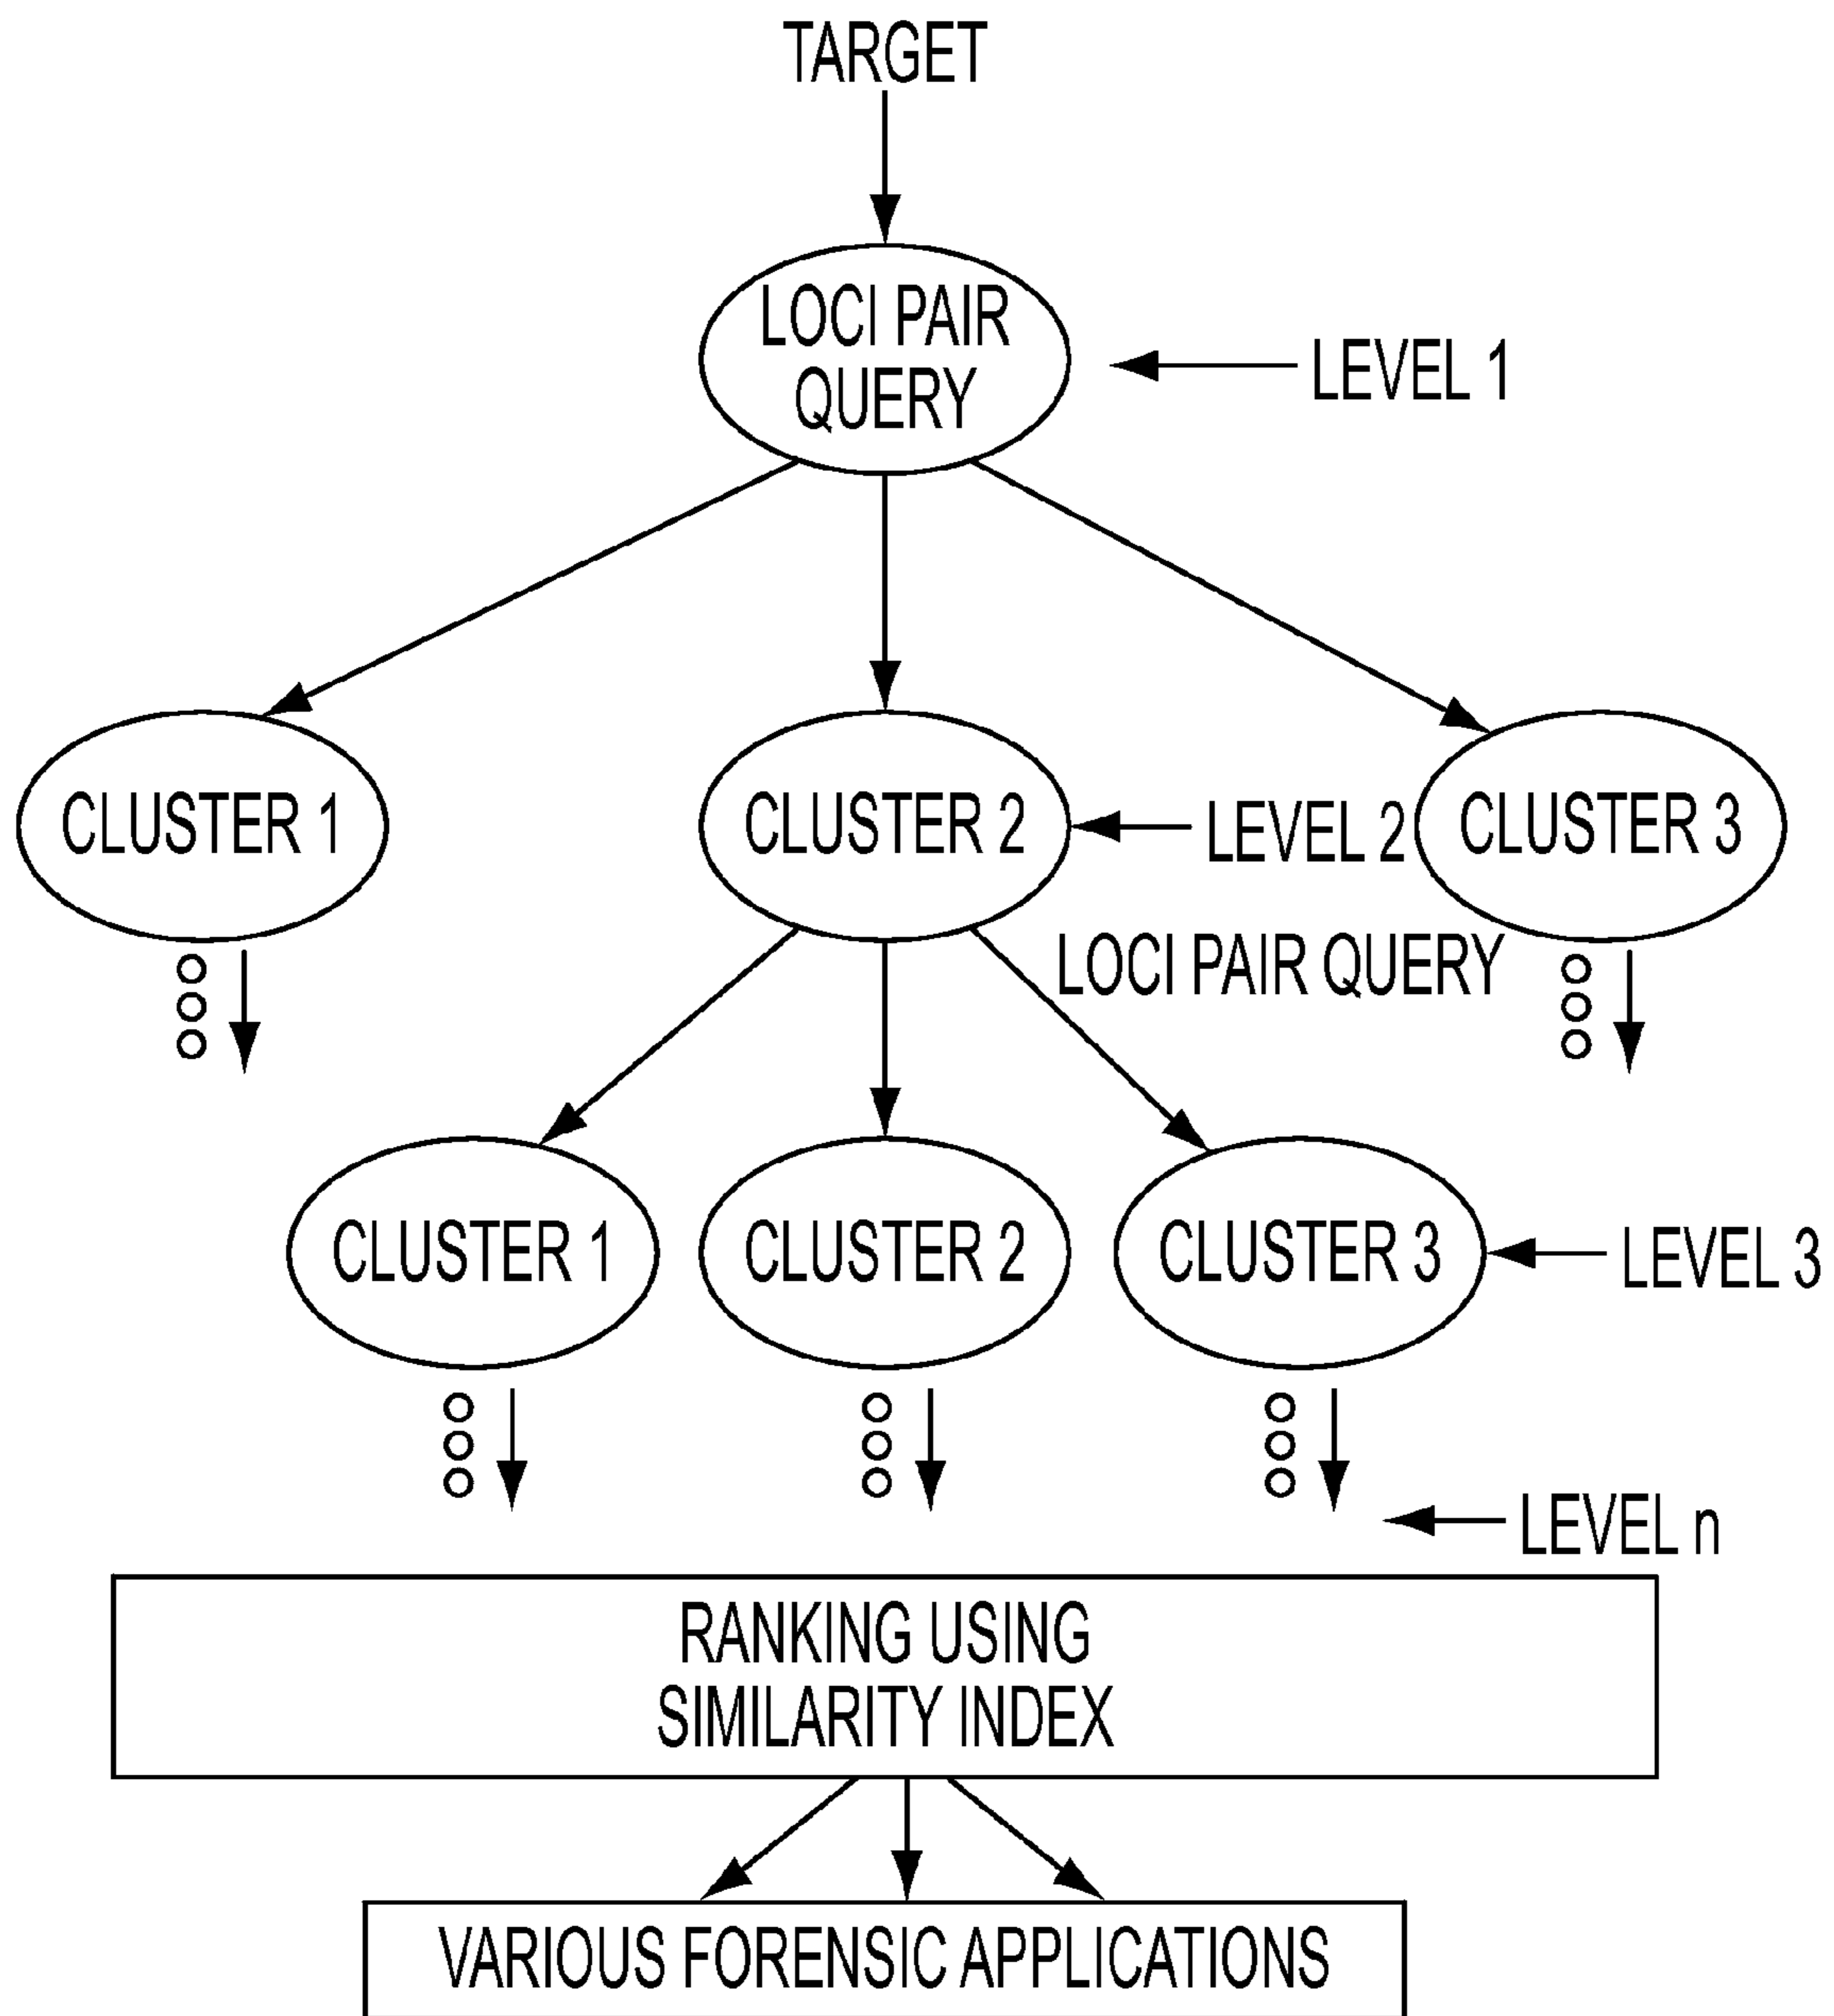 TARGET
LOCI PAIR
QUERY
LEVEL 1
CLUSTER 1
CLUSTER 2
LEVEL 2
CLUSTER 3
LOCI PAIR QUERY
CLUSTER 1
CLUSTER 2
CLUSTER 3
LEVEL 3
LEVEL n
RANKING USING
SIMILARITY INDEX
VARIOUS FORENSIC APPLICATIONS